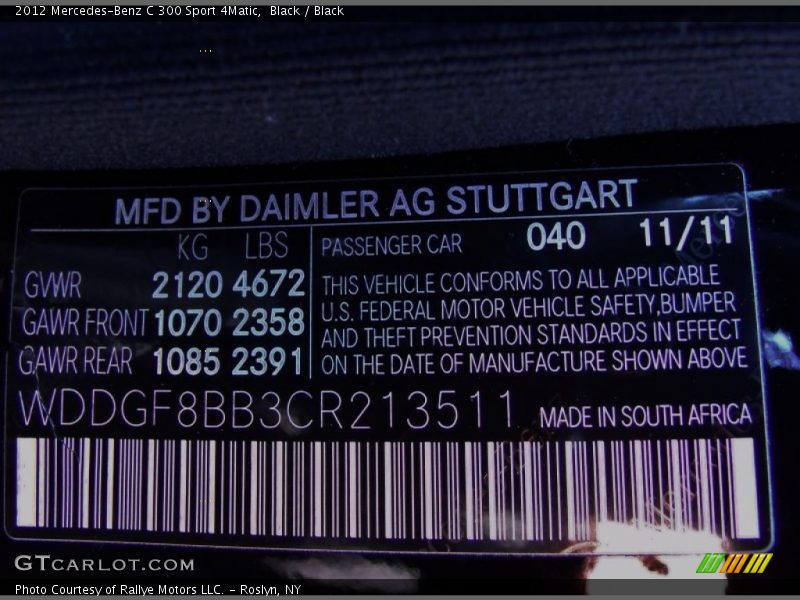 2012 Mercedes-Benz C 300 Sport 4Matic,  Black / Black
MFD BY DAIMLER AG STUTTGART
KG LBS
GVWR 2120 4672
GAWR FRONT 1070 2358
GAWR REAR 1085 2391
PASSENGER CAR 040 11/11
THIS VEHICLE CONFORMS TO ALL APPLICABLE
U.S. FEDERAL MOTOR VEHICLE SAFETY,BUMPER
AND THEFT PREVENTION STANDARDS IN EFFECT
ON THE DATE OF MANUFACTURE SHOWN ABOVE
WDDGF8BB3CR213511 MADE IN SOUTH AFRICA
GTCARLOT.COM
Photo Courtesy of Rallye Motors LLC. - Roslyn, NY